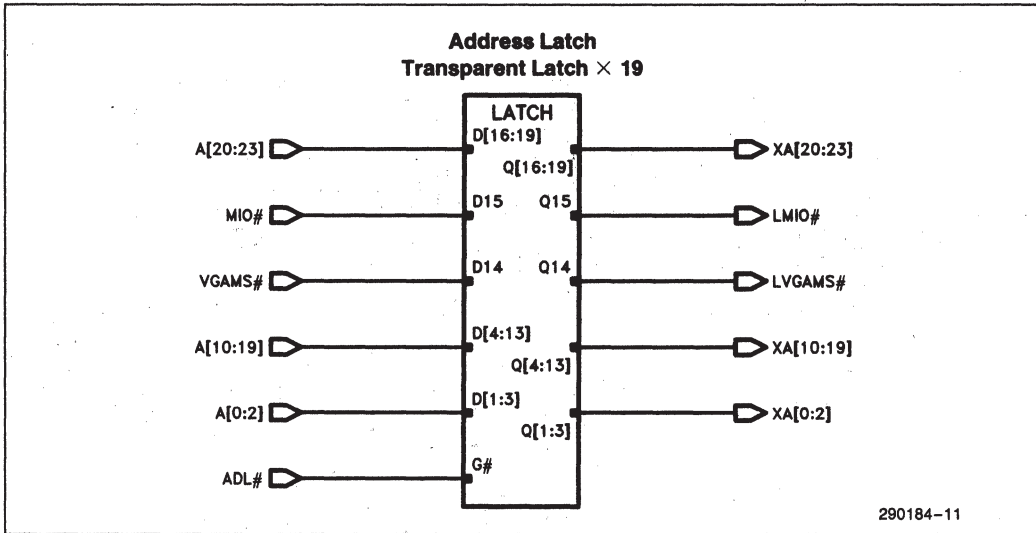 Address Latch
Transparent Latch × 19
LATCH
A[20:23] D[16:19] Q[16:19] XA[20:23]
MIO# D15 Q15 LMIO#
VGAMS# D14 Q14 LVGAMS#
A[10:19] D[4:13] Q[4:13] XA[10:19]
A[0:2] D[1:3] Q[1:3] XA[0:2]
ADL# G#
290184-11